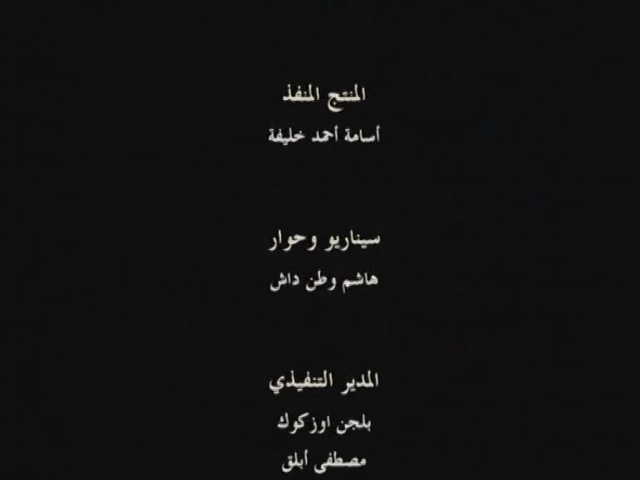 المنتج المنفذ
أسامة أحمد خليفة
سيناريو وحوار
هاشم وطن داش
المدير التنفيذي
بلجن اوزكوك
مصطفى أبلق